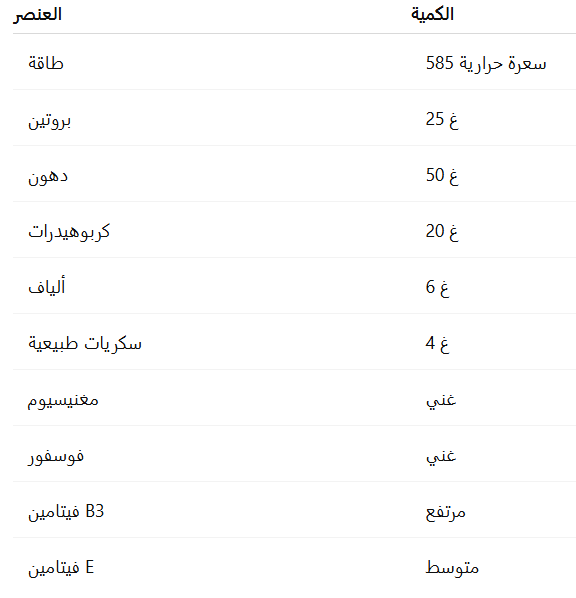 العنصر الكمية
طاقة 585 سعرة حرارية
بروتين 25 غ
دهون 50 غ
كربوهيدرات 20 غ
ألياف 6 غ
سكريات طبيعية 4 غ
مغنيسيوم غني
فوسفور غني
فيتامين B3 مرتفع
فيتامين E متوسط